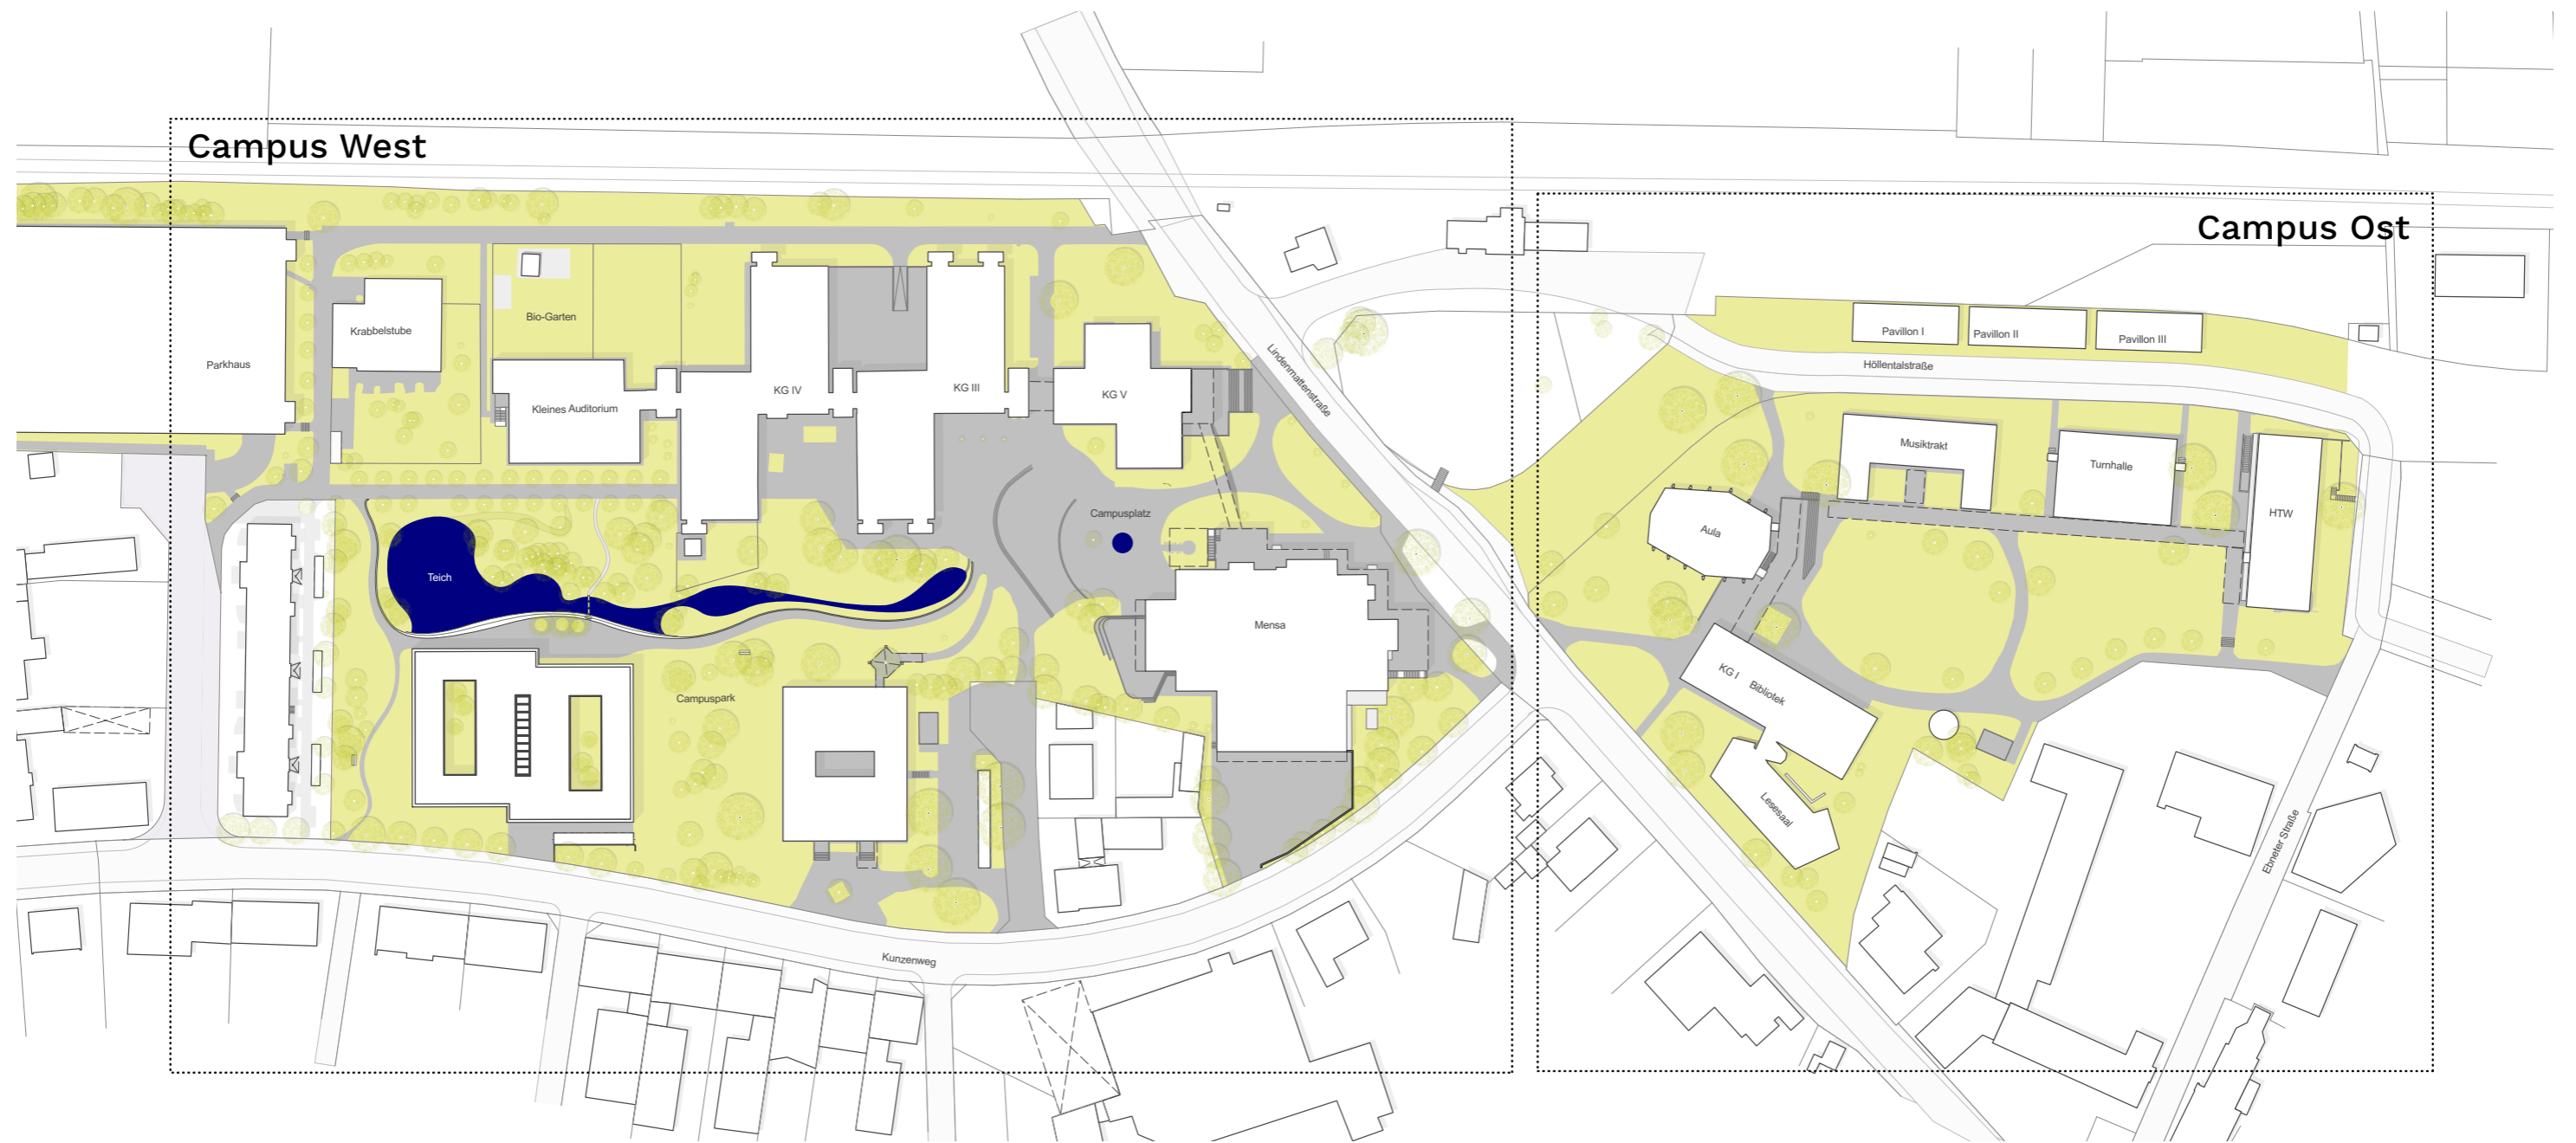 Campus West
Campus Ost
Parkhaus
Krabbelstube
Bio-Garten
Kleines Auditorium
KG IV
KG III
KG V
Lindenmattenstraße
Pavillon I
Pavillon II
Pavillon III
Höllentalstraße
Musiktrakt
Turnhalle
HTW
Aula
Campusplatz
Teich
Mensa
Campuspark
KG I Bibliotek
Lesesaal
Ebneter Straße
Kunzenweg